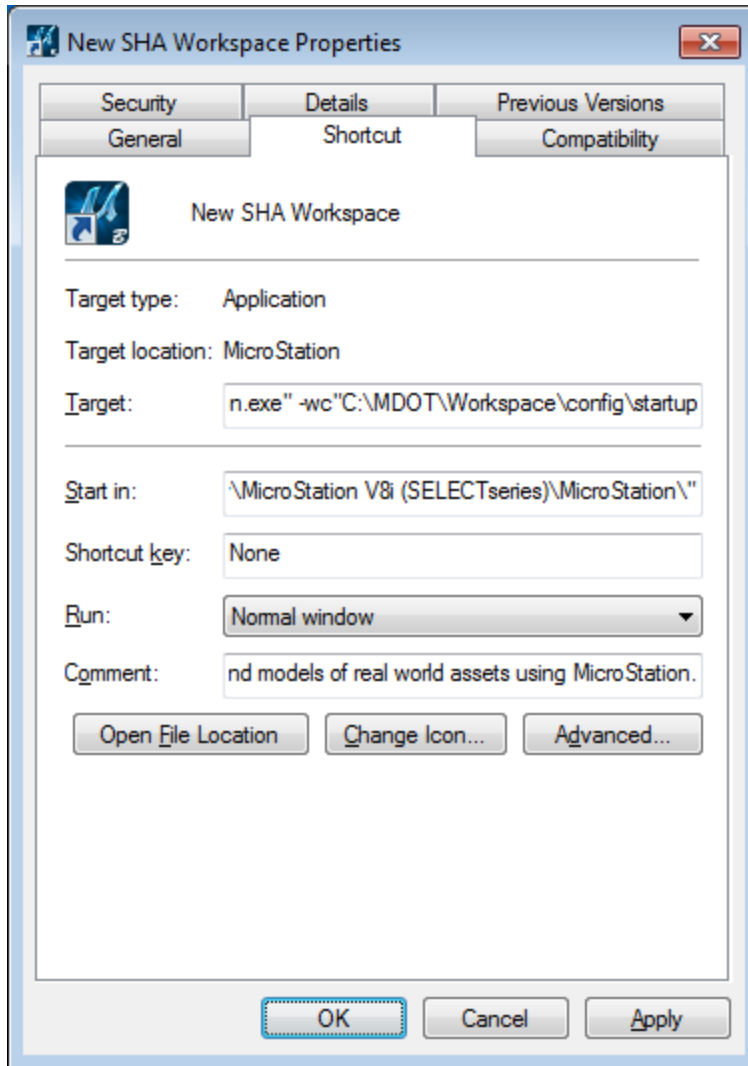 New SHA Workspace Properties
Security Details Previous Versions
General Shortcut Compatibility
New SHA Workspace
Target type: Application
Target location: MicroStation
Target: n.exe" -wc"C:\MDOT\Workspace\config\startup
Start in: \MicroStation V8i (SELECTseries)\MicroStation\"
Shortcut key: None
Run: Normal window
Comment: nd models of real world assets using MicroStation.
Open File Location Change Icon... Advanced...
OK Cancel Apply